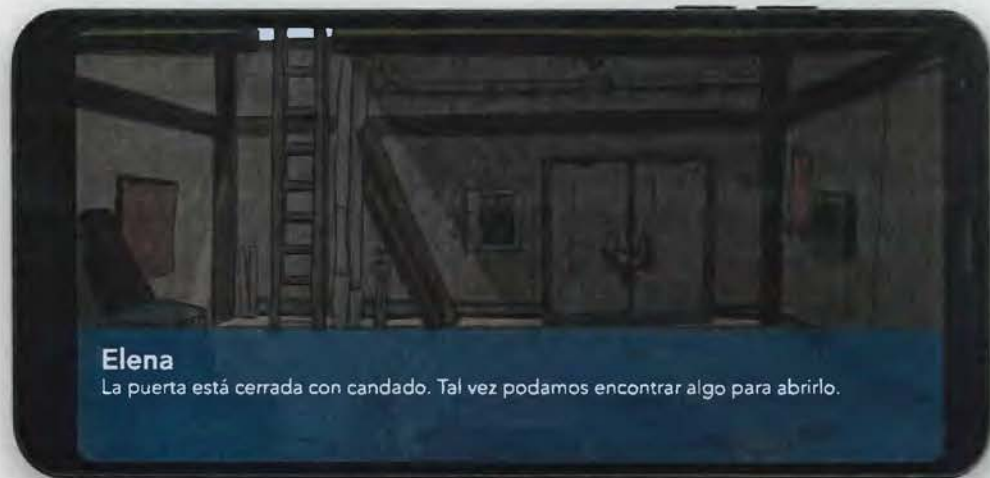 Elena
La puerta está cerrada con candado. Tal vez podamos encontrar algo para abrirlo.